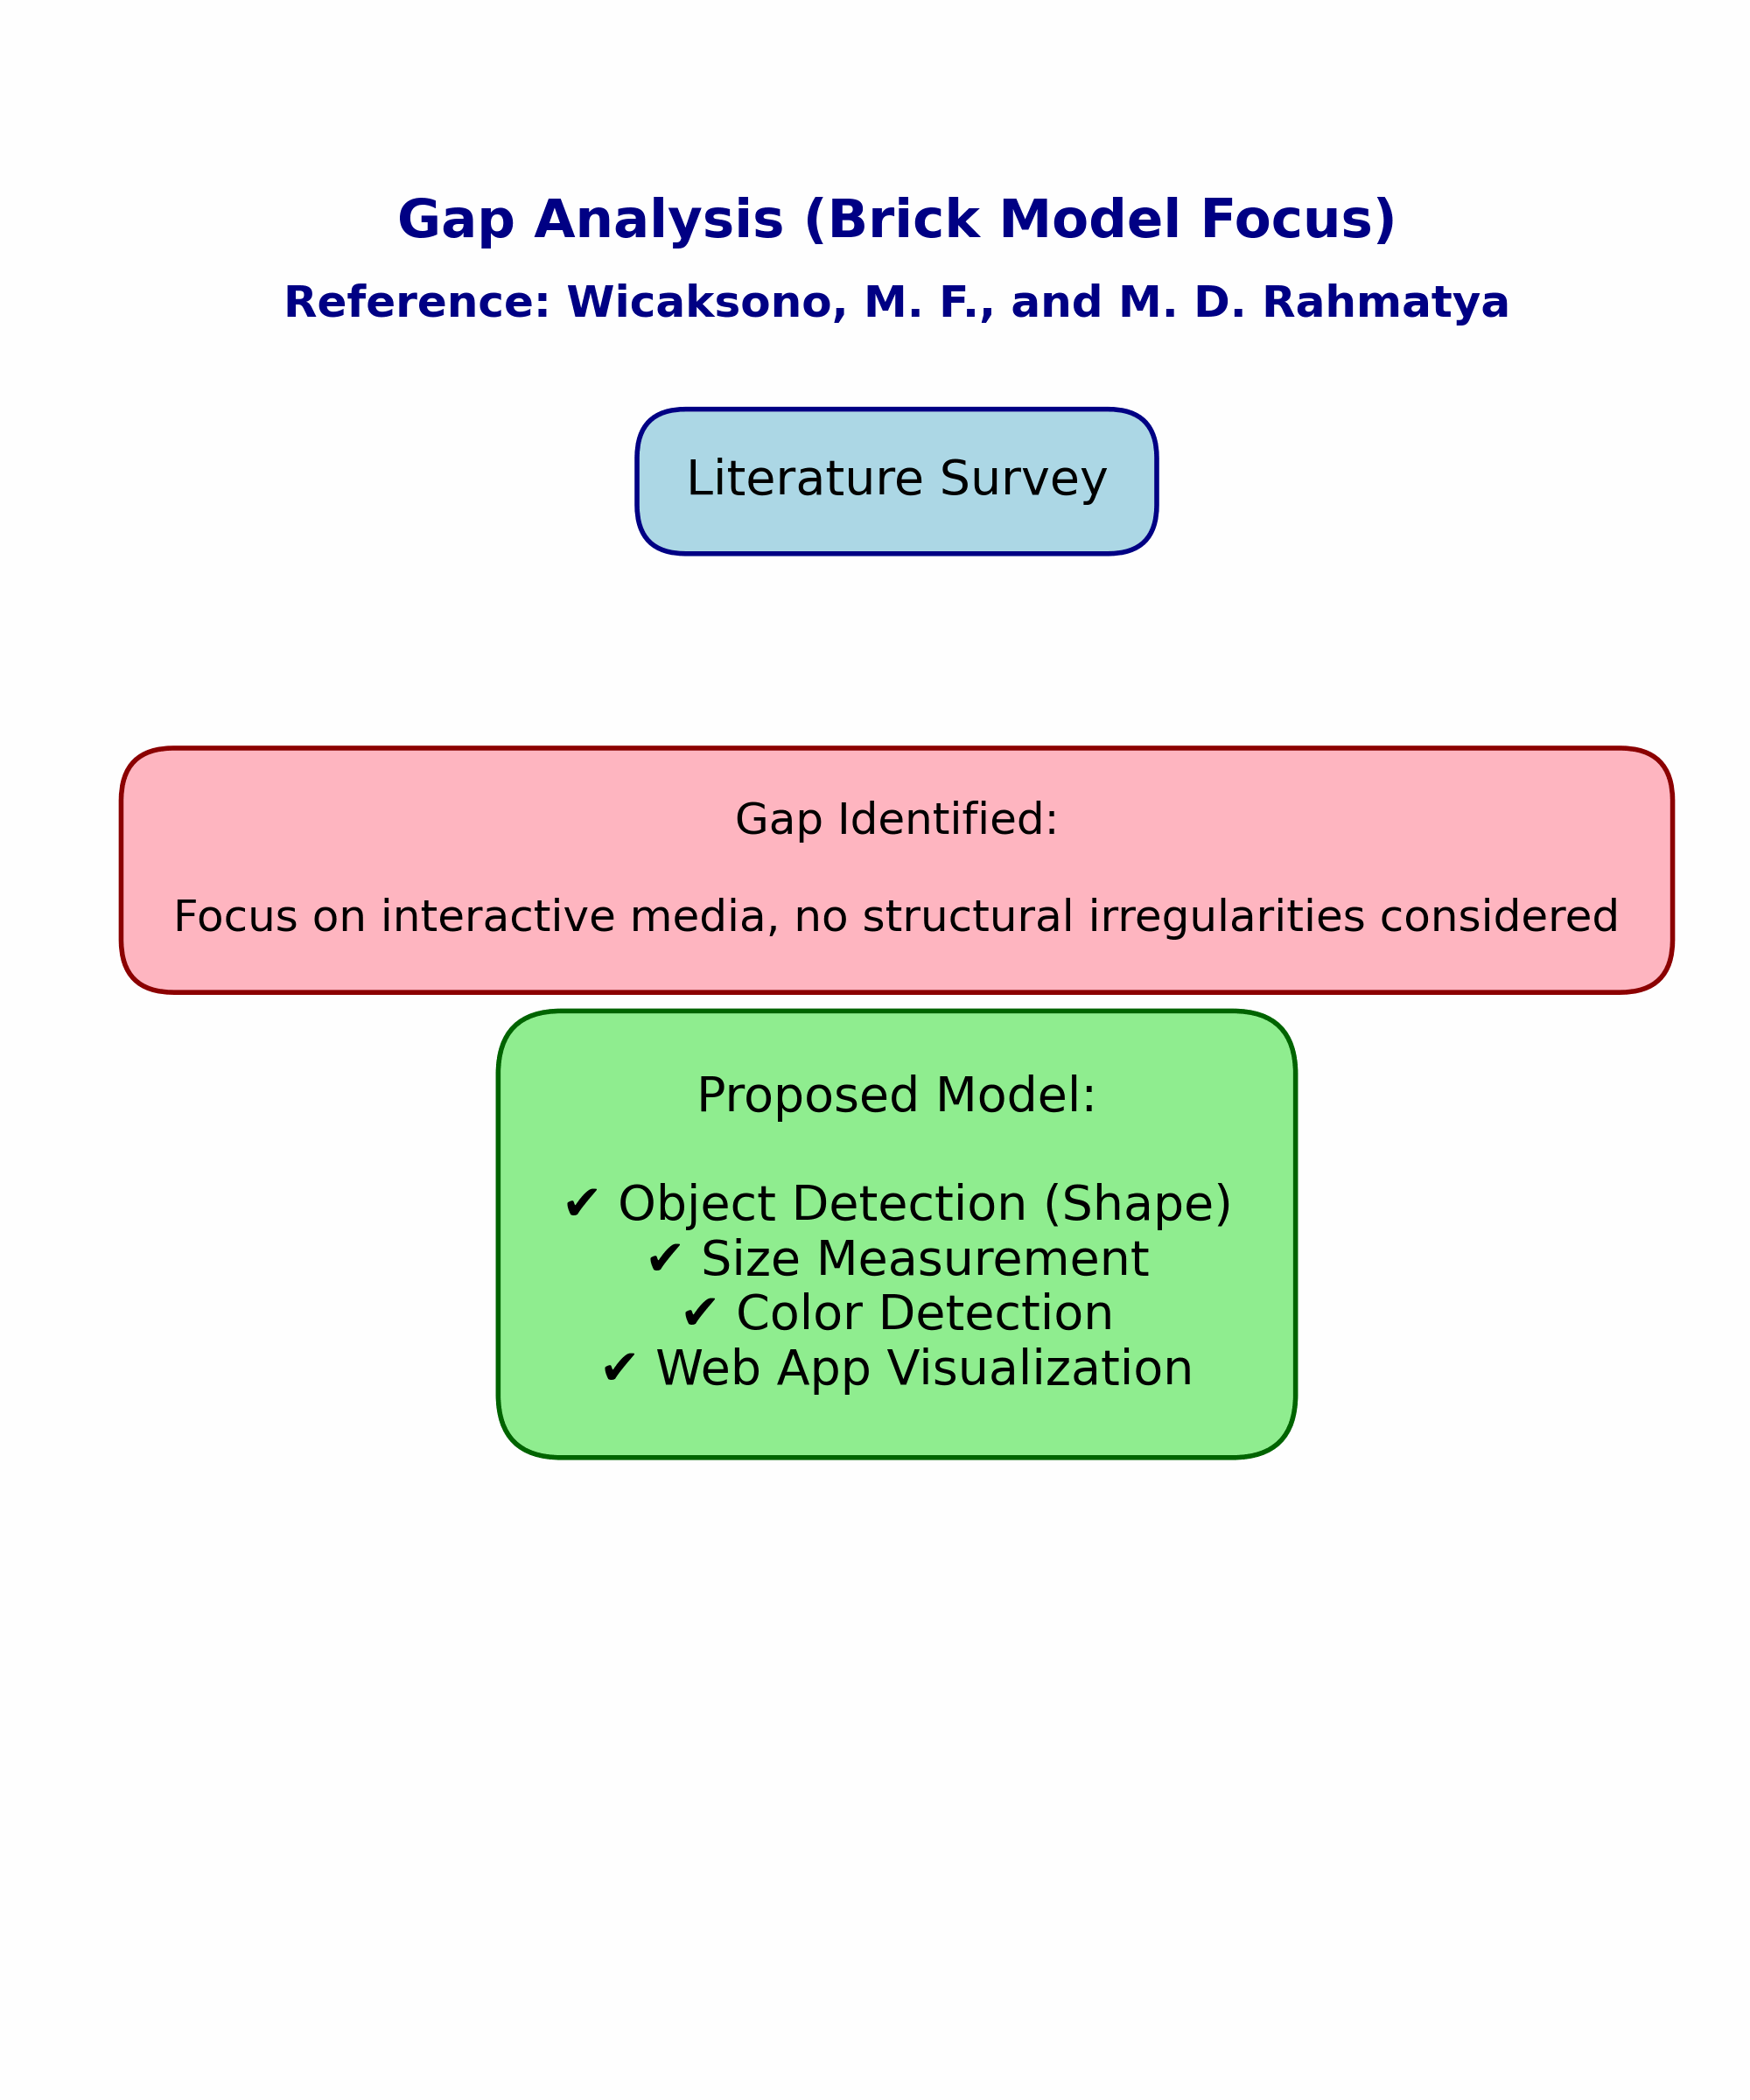 Gap Analysis (Brick Model Focus)
Reference: Wicaksono, M. F., and M. D. Rahmatya
Literature Survey
Gap Identified:
Focus on interactive media, no structural irregularities considered
Proposed Model:
✔ Object Detection (Shape)
✔ Size Measurement
✔ Color Detection
✔ Web App Visualization